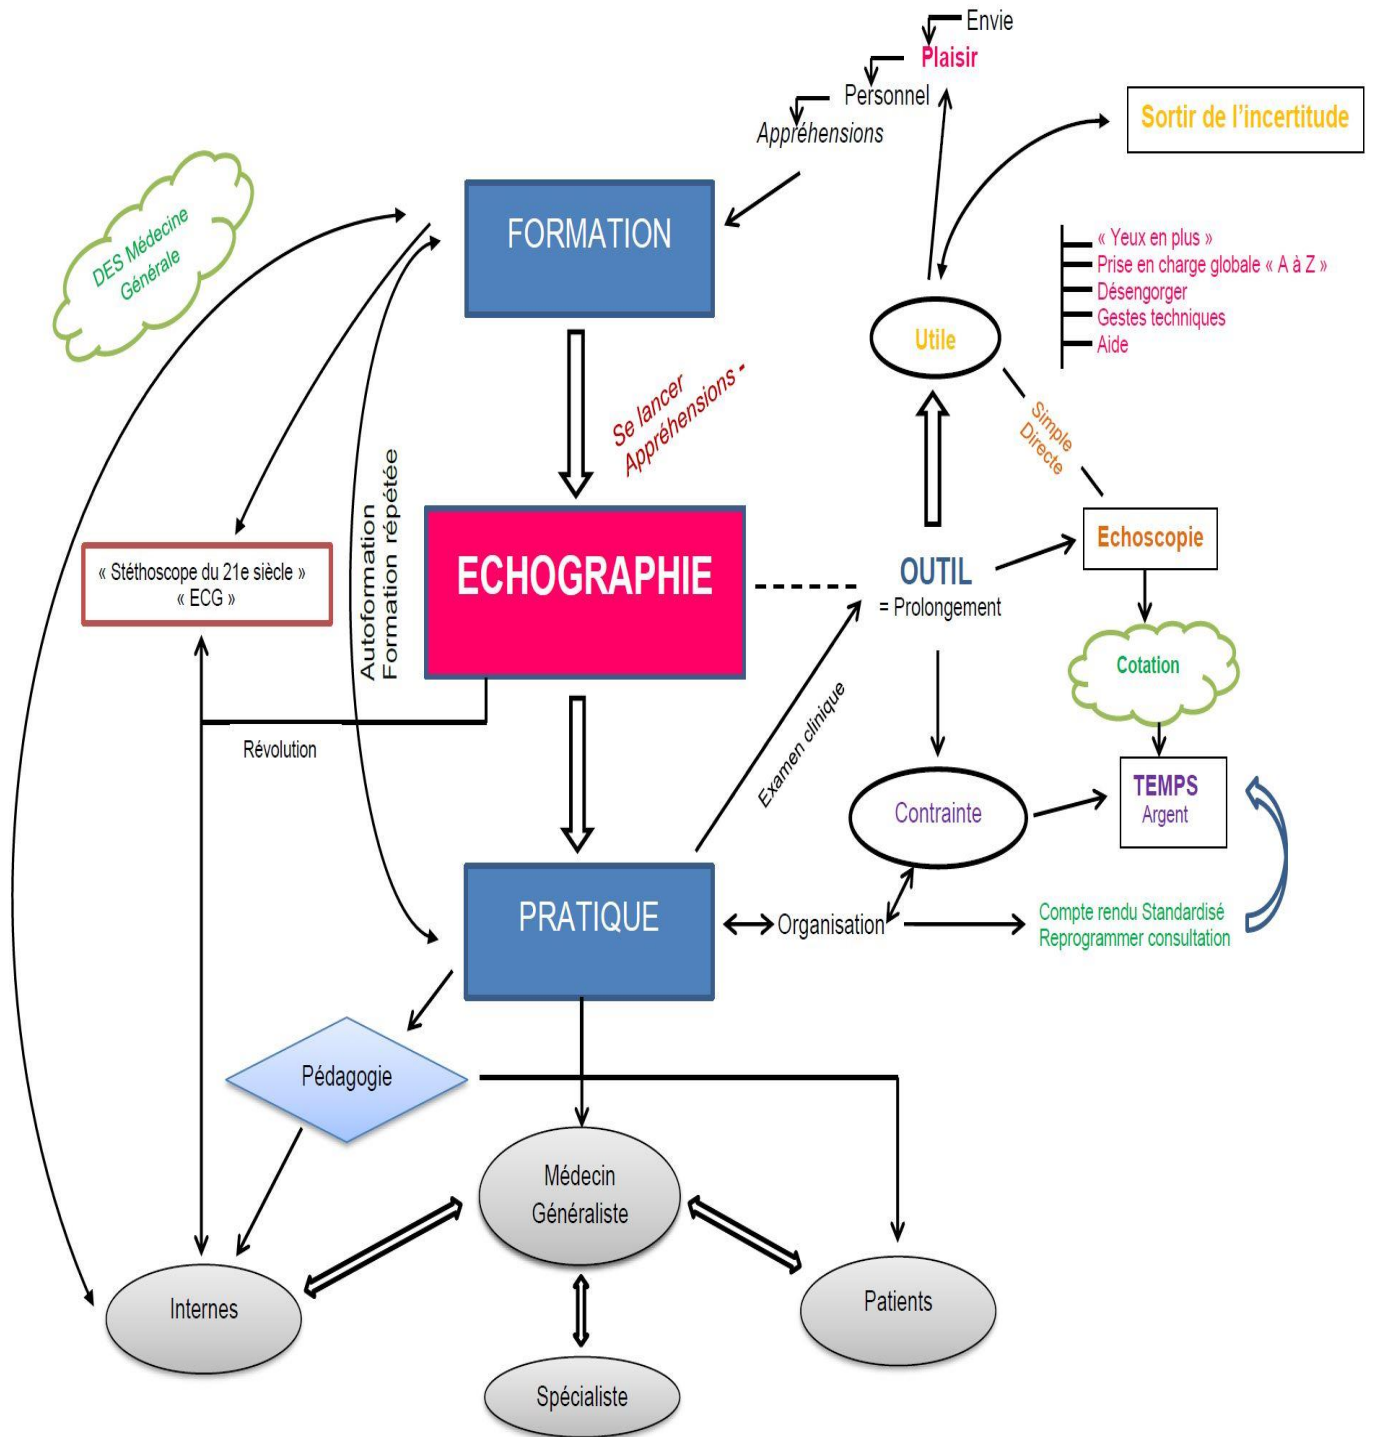 Envie
Plaisir
Personnel
Appréhensions
Sortir de l’incertitude
DES Médecine
Générale
FORMATION
« Yeux en plus »
Prise en charge globale « A à Z »
Désengorger
Gestes techniques
Aide
Utile
Se lancer
Appréhensions -
Simple
Directe
Autoformation
Formation répétée
« Stéthoscope du 21e siècle »
« ECG »
ECHOGRAPHIE
OUTIL
= Prolongement
Echoscopie
Cotation
Révolution
Examen clinique
Contrainte
TEMPS
Argent
PRATIQUE
Organisation
Compte rendu Standardisé
Reprogrammer consultation
Pédagogie
Médecin
Généraliste
Internes
Patients
Spécialiste